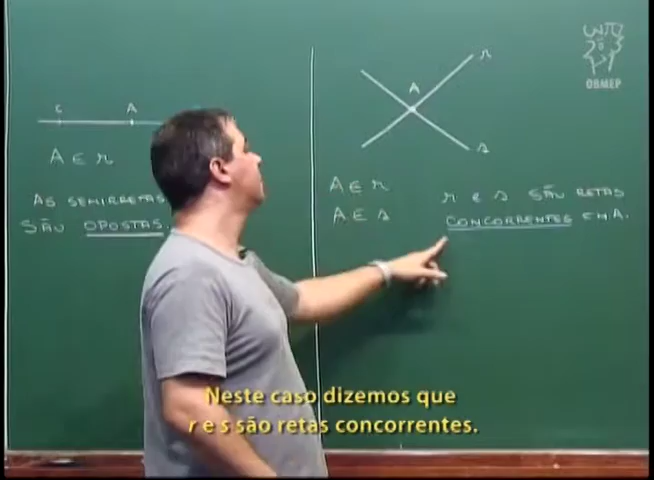 C A
A ∈ r
AS SEMIRRETAS
SÃO OPOSTAS.
r
A
s
A ∈ r
A ∈ s
r e s SÃO RETAS
CONCORRENTES EM A.
OBMEP
Neste caso dizemos que
r e s são retas concorrentes.